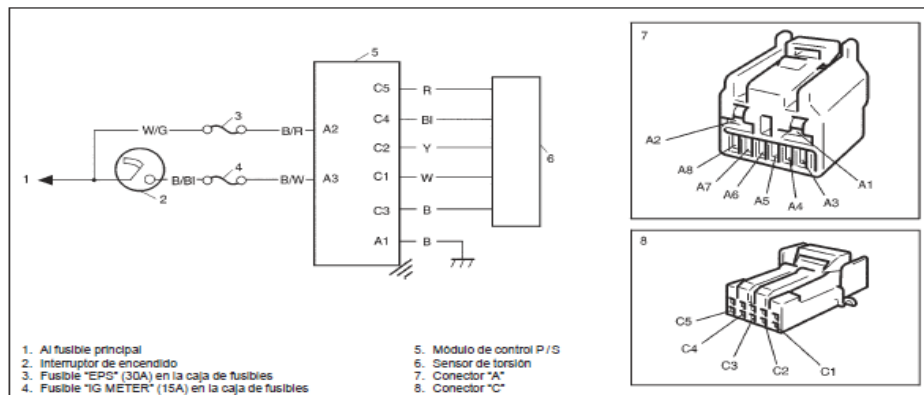 5
C5 R
3
C4 Bl
W/G B/R A2
C2 Y
6
4
1 B/Bl B/W A3
C1 W
2
C3 B
A1 B
7
A2
A8
A7
A6
A5
A4
A3
A1
8
C5
C4
C3
C2
C1
1. Al fusible principal
2. Interruptor de encendido
3. Fusible "EPS" (30A) en la caja de fusibles
4. Fusible "IG METER" (15A) en la caja de fusibles
5. Módulo de control P / S
6. Sensor de torsión
7. Conector "A"
8. Conector "C"